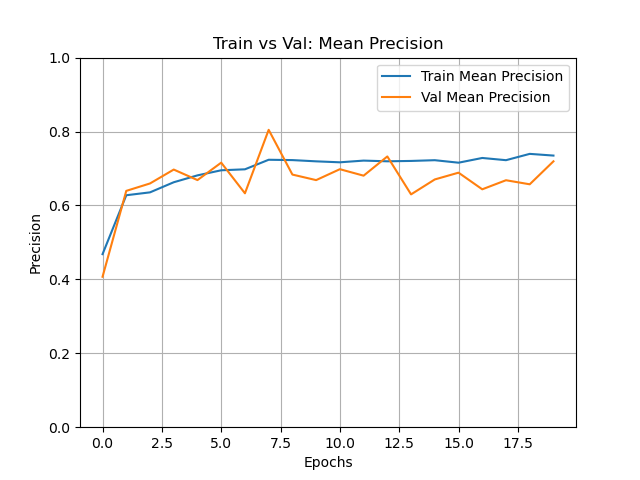 Train vs Val: Mean Precision
Train Mean Precision
Val Mean Precision
1.0
0.8
0.6
0.4
0.2
0.0
Precision
0.0 2.5 5.0 7.5 10.0 12.5 15.0 17.5
Epochs